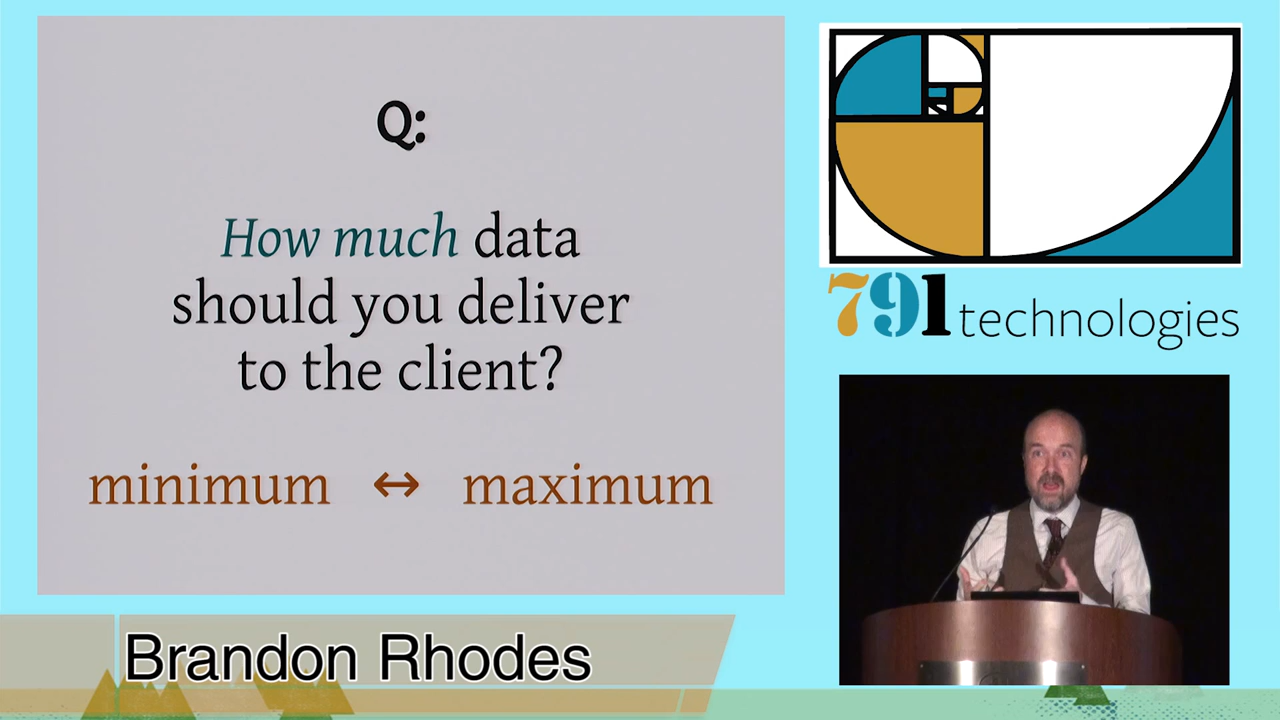 Q:
How much data
should you deliver
to the client?
minimum ↔ maximum
791 technologies
Brandon Rhodes